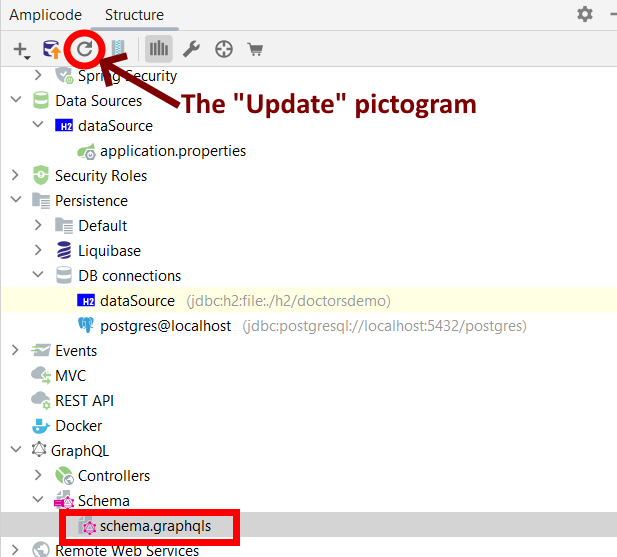 Amplicode Structure
Spring Security
The "Update" pictogram
Data Sources
H2 dataSource
application.properties
Security Roles
Persistence
Default
Liquibase
DB connections
H2 dataSource (jdbc:h2:file:./h2/doctorsdemo)
postgres@localhost (jdbc:postgresql://localhost:5432/postgres)
Events
MVC
REST API
Docker
GraphQL
Controllers
Schema
schema.graphqls
Remote Web Services